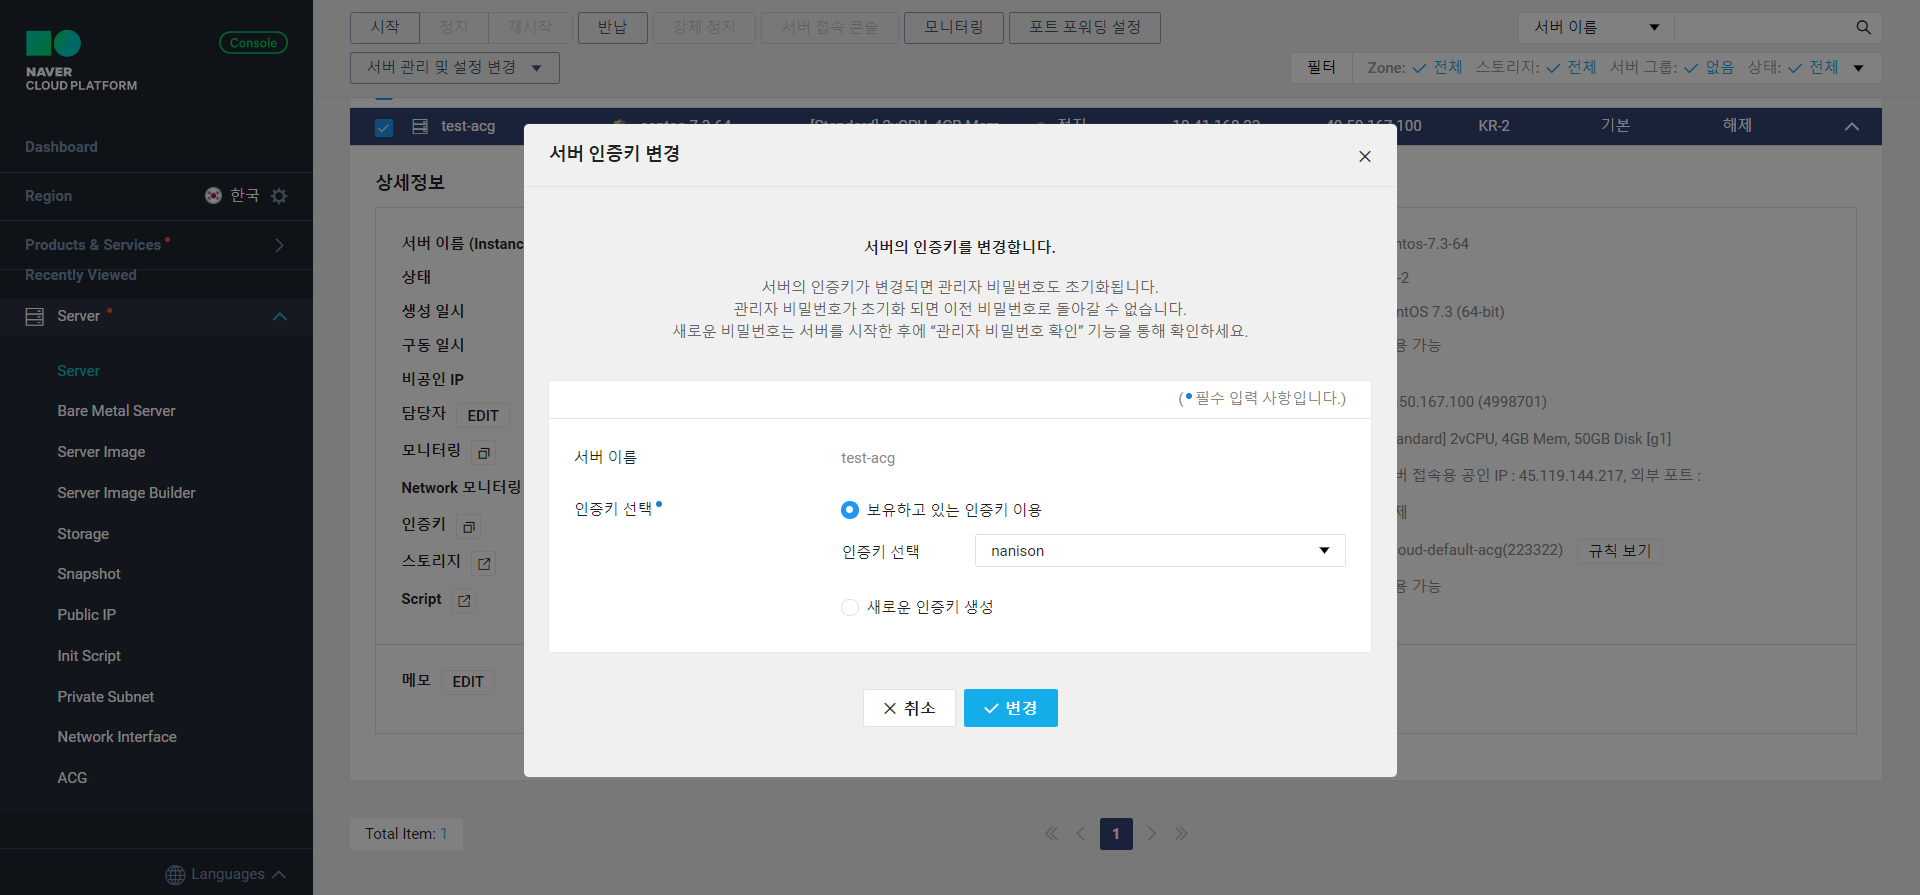 NAVER
CLOUD PLATFORM
Console
Dashboard
Region
한국
Products & Services
Recently Viewed
Server
Server
Bare Metal Server
Server Image
Server Image Builder
Storage
Snapshot
Public IP
Init Script
Private Subnet
Network Interface
ACG
Languages
시작 정지 재시작 반납 강제 정지 서버 접속 콘솔 모니터링 포트 포워딩 설정
서버 이름
서버 관리 및 설정 변경
필터 Zone: 전체 스토리지: 전체 서버 그룹: 없음 상태: 전체
test-acg centos-7.3-64 [Standard] 2vCPU, 4GB Mem 정지 KR-2 기본 해제
상세정보
서버 이름 (Instanc
ntos-7.3-64
상태
-2
생성 일시
ntOS 7.3 (64-bit)
구동 일시
용 가능
비공인 IP
담당자 EDIT
.50.167.100 (4998701)
모니터링
andard] 2vCPU, 4GB Mem, 50GB Disk [g1]
Network 모니터링
버 접속용 공인 IP : 45.119.144.217, 외부 포트 :
인증키
제
스토리지
oud-default-acg(223322) 규칙 보기
Script
용 가능
메모 EDIT
서버 인증키 변경
서버의 인증키를 변경합니다.
서버의 인증키가 변경되면 관리자 비밀번호도 초기화됩니다.
관리자 비밀번호가 초기화 되면 이전 비밀번호로 돌아갈 수 없습니다.
새로운 비밀번호는 서버를 시작한 후에 “관리자 비밀번호 확인” 기능을 통해 확인하세요.
(•필수 입력 사항입니다.)
서버 이름 test-acg
인증키 선택 보유하고 있는 인증키 이용
인증키 선택 nanison
새로운 인증키 생성
취소 변경
Total Item: 1
1